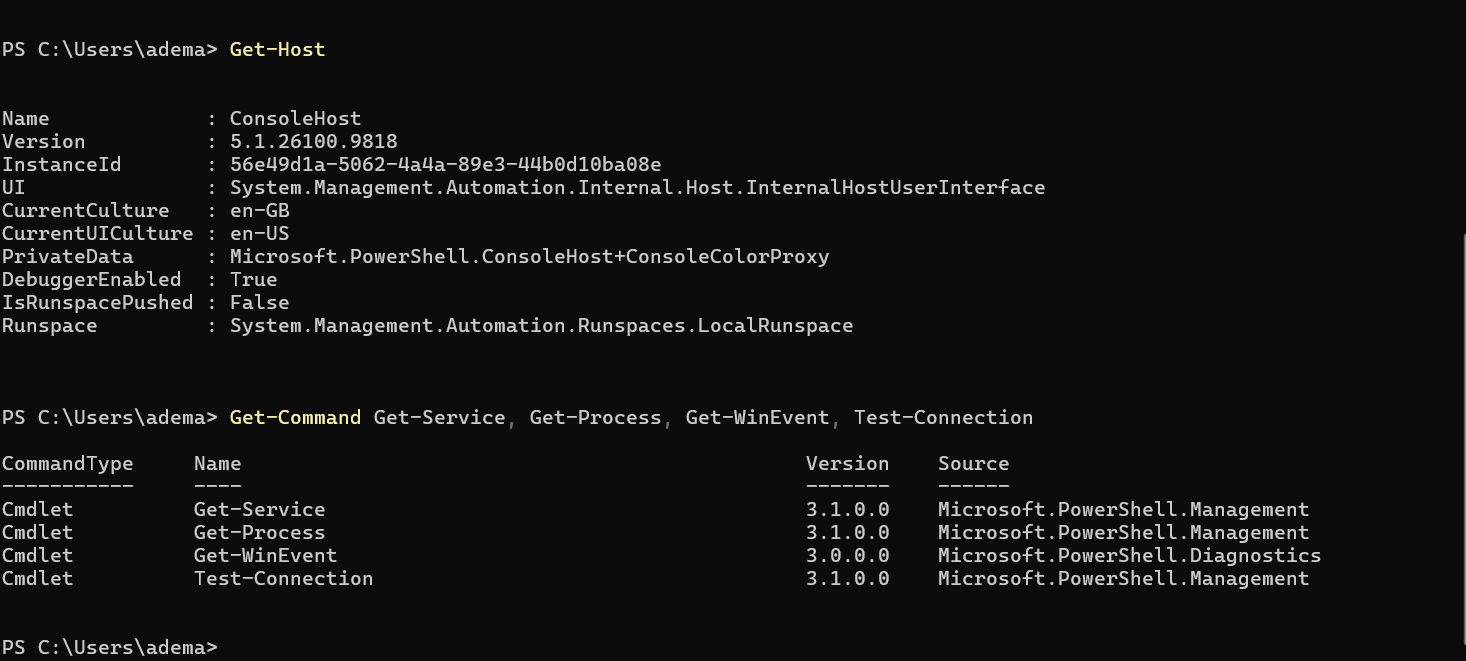 PS C:\Users\adema> Get-Host
Name             : ConsoleHost
Version          : 5.1.26100.9818
InstanceId       : 56e49d1a-5062-4a4a-89e3-44b0d10ba08e
UI               : System.Management.Automation.Internal.Host.InternalHostUserInterface
CurrentCulture   : en-GB
CurrentUICulture : en-US
PrivateData      : Microsoft.PowerShell.ConsoleHost+ConsoleColorProxy
DebuggerEnabled  : True
IsRunspacePushed : False
Runspace         : System.Management.Automation.Runspaces.LocalRunspace
PS C:\Users\adema> Get-Command Get-Service, Get-Process, Get-WinEvent, Test-Connection
CommandType     Name                                               Version    Source
-----------     ----                                               -------    ------
Cmdlet          Get-Service                                        3.1.0.0    Microsoft.PowerShell.Management
Cmdlet          Get-Process                                        3.1.0.0    Microsoft.PowerShell.Management
Cmdlet          Get-WinEvent                                       3.0.0.0    Microsoft.PowerShell.Diagnostics
Cmdlet          Test-Connection                                    3.1.0.0    Microsoft.PowerShell.Management
PS C:\Users\adema>